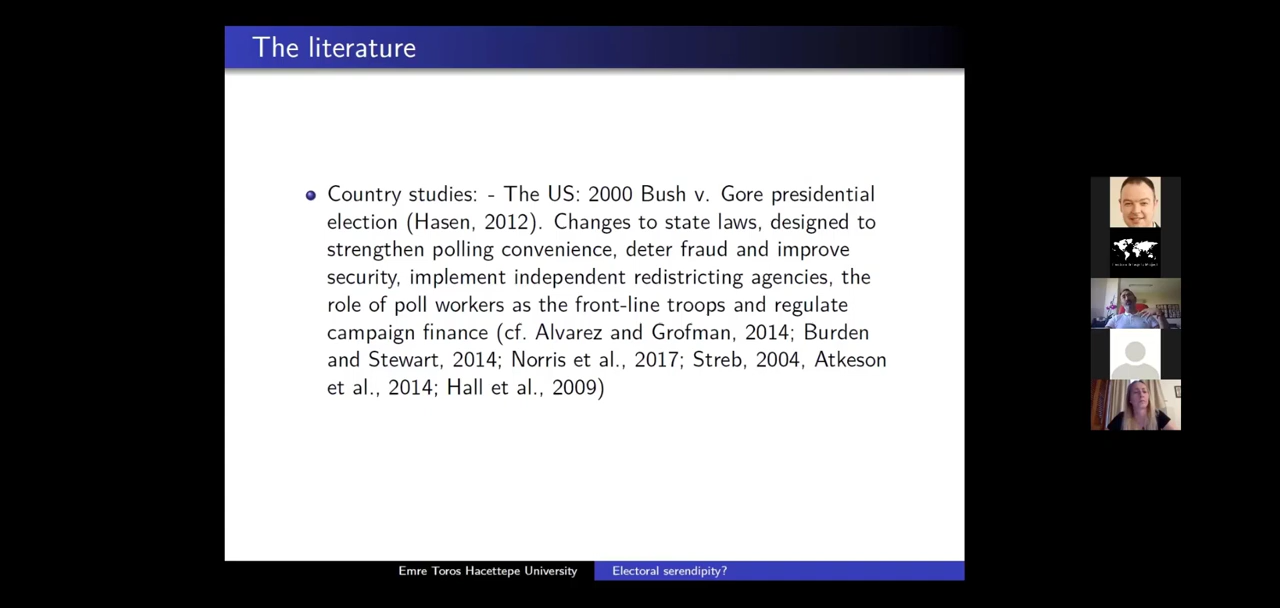 The literature
Country studies: - The US: 2000 Bush v. Gore presidential
election (Hasen, 2012). Changes to state laws, designed to
strengthen polling convenience, deter fraud and improve
security, implement independent redistricting agencies, the
role of poll workers as the front-line troops and regulate
campaign finance (cf. Alvarez and Grofman, 2014; Burden
and Stewart, 2014; Norris et al., 2017; Streb, 2004, Atkeson
et al., 2014; Hall et al., 2009)
Emre Toros Hacettepe University
Electoral serendipity?